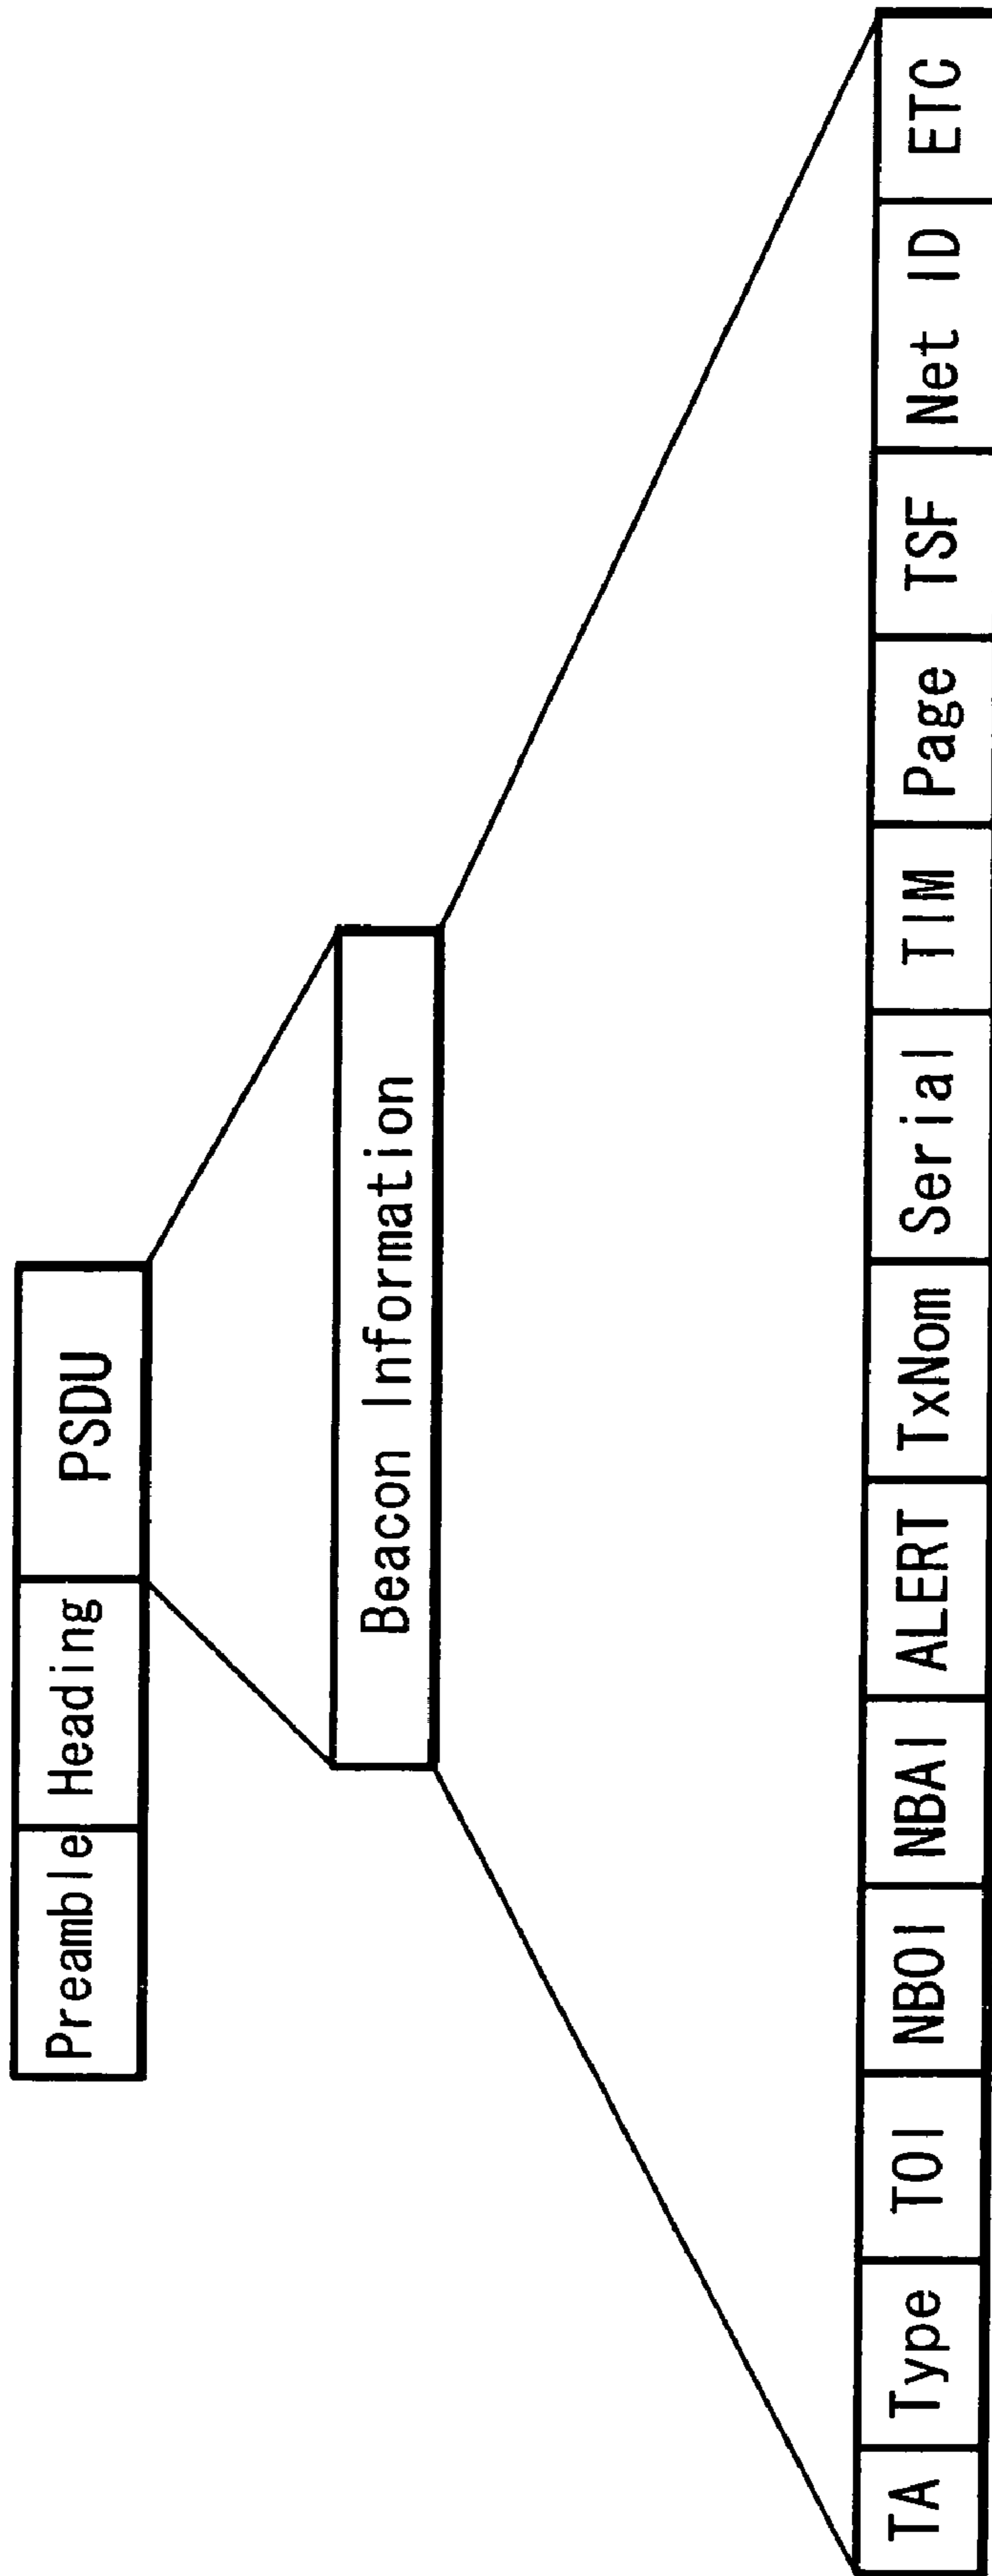 Preamble Heading PSDU
Beacon Information
TA Type TOI NBOI NBAI ALERT TxNom Serial TIM Page TSF Net ID ETC